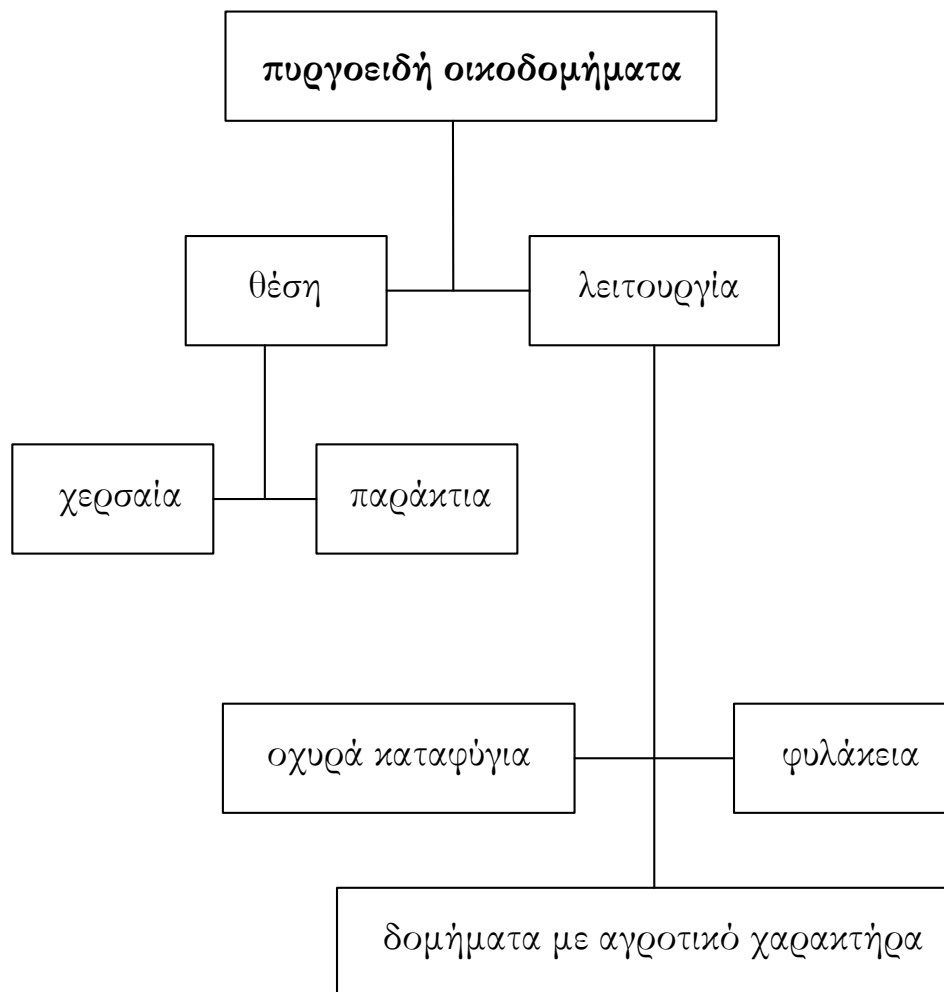 πυργοειδή οικοδομήματα
θέση
λειτουργία
χερσαία
παράκτια
οχυρά καταφύγια
φυλάκεια
δομήματα με αγροτικό χαρακτήρα